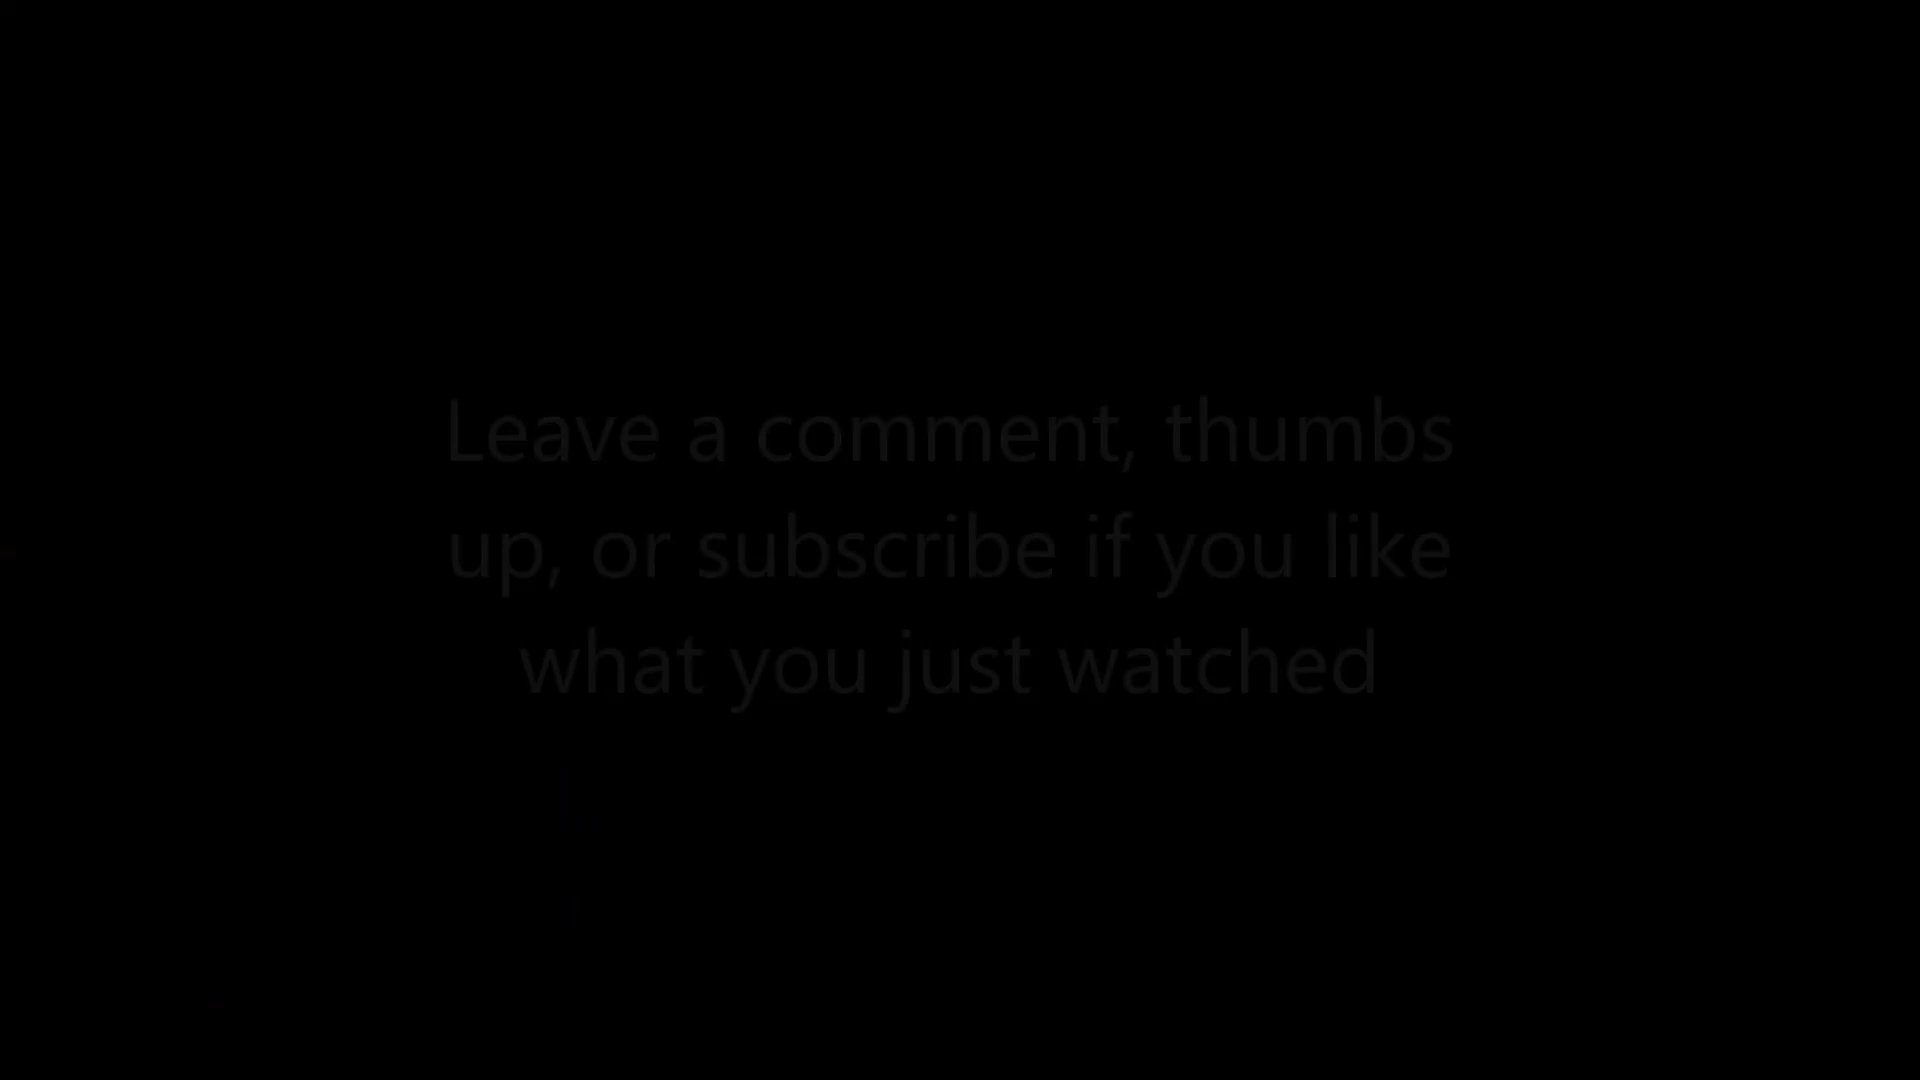 Leave a comment, thumbs
up, or subscribe if you like
what you just watched